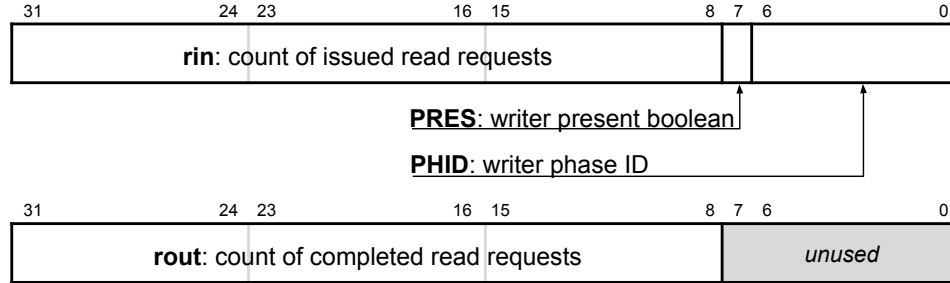 31 24 23 16 15 8 7 6 0
rin: count of issued read requests
PRES: writer present boolean
PHID: writer phase ID
31 24 23 16 15 8 7 6 0
rout: count of completed read requests unused